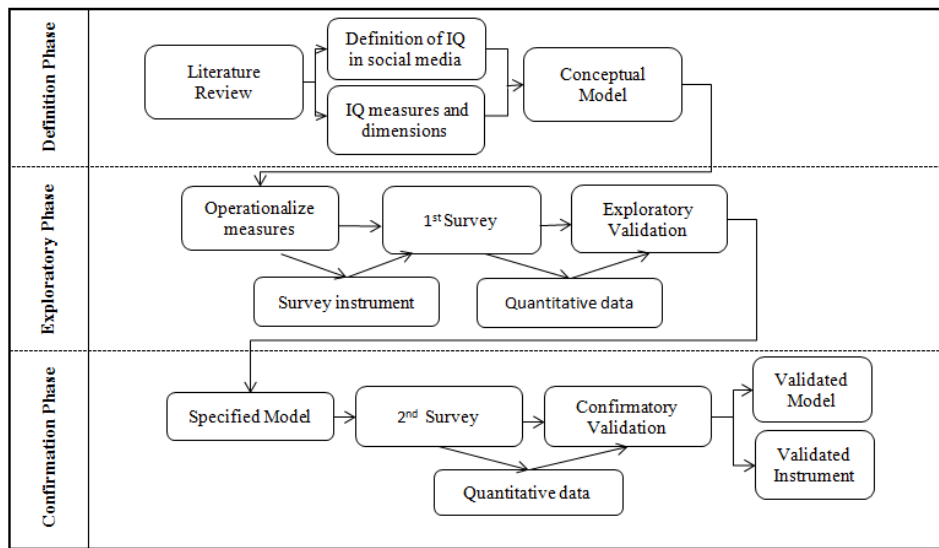 Definition Phase
Literature
Review
Definition of IQ
in social media
IQ measures and
dimensions
Conceptual
Model
Exploratory Phase
Operationalize
measures
1st Survey
Exploratory
Validation
Survey instrument
Quantitative data
Confirmation Phase
Specified Model
2nd Survey
Confirmatory
Validation
Validated
Model
Validated
Instrument
Quantitative data